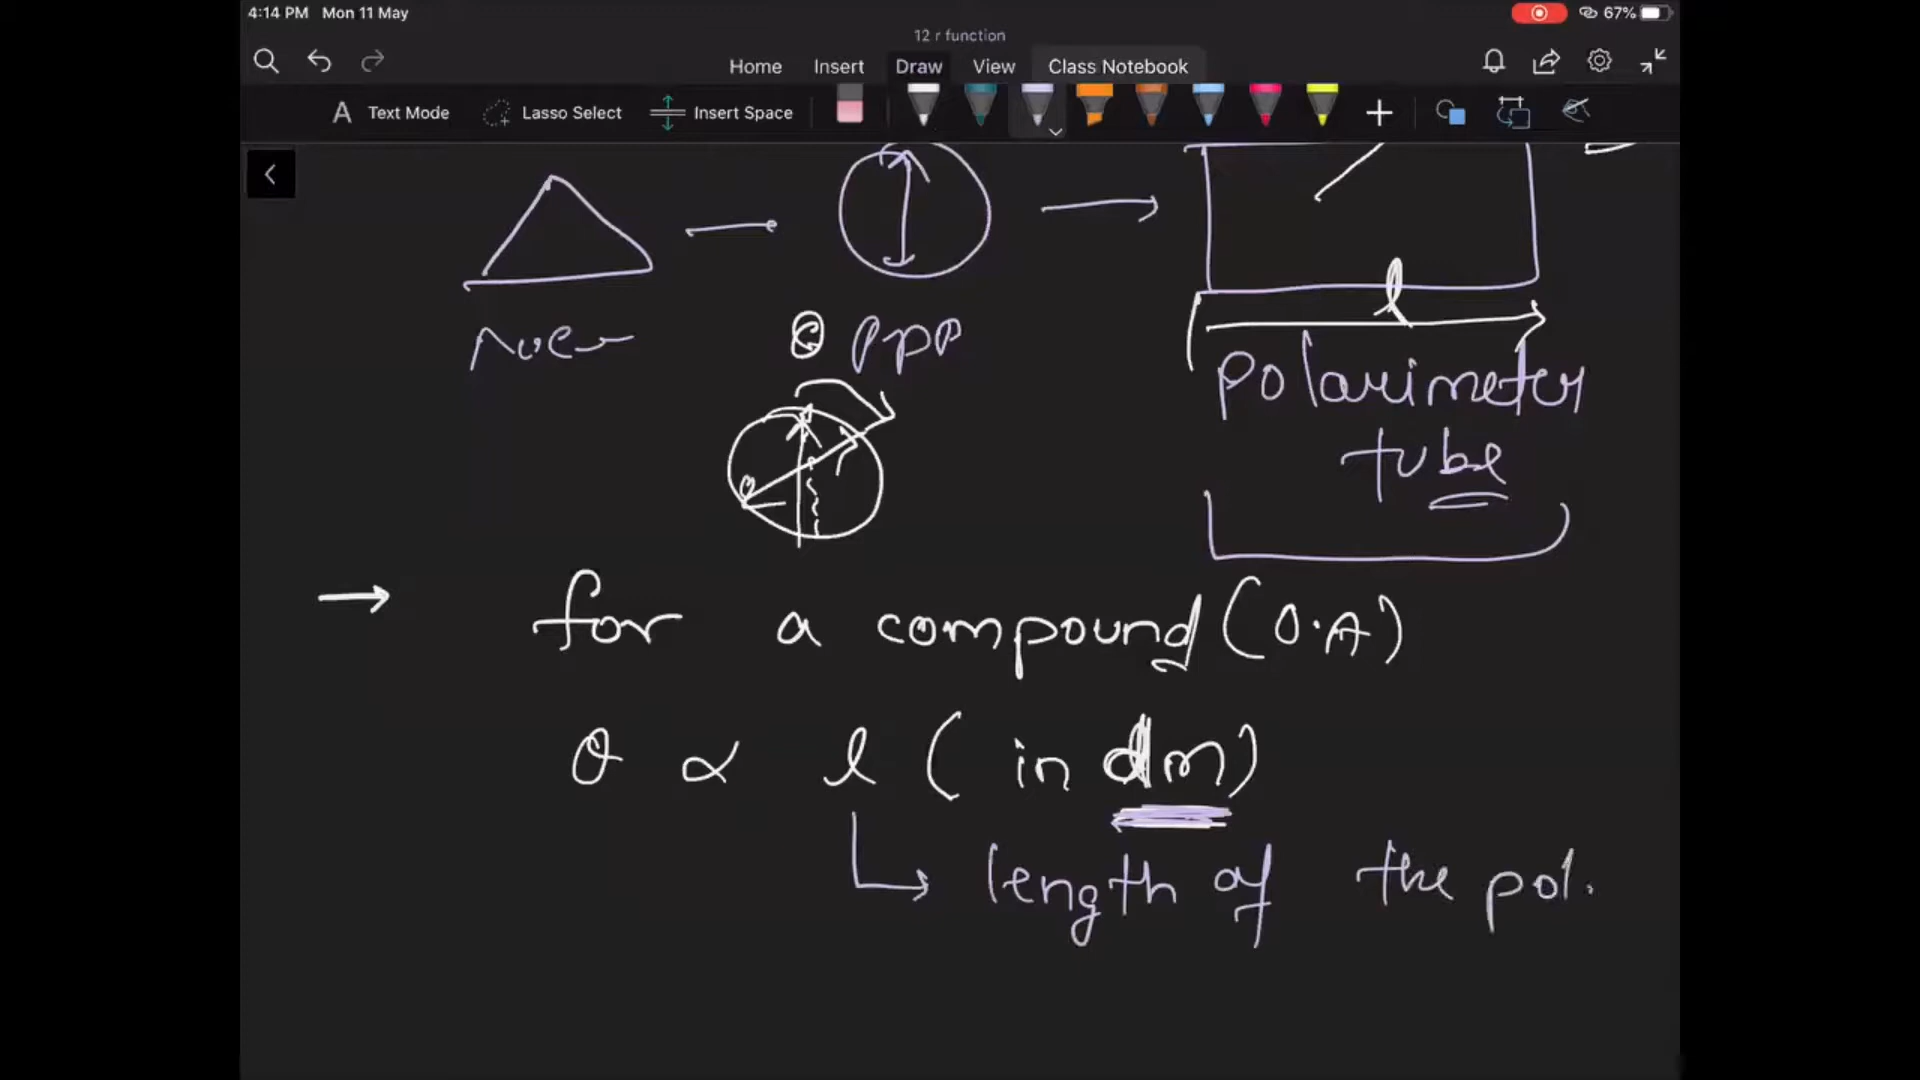 4:14 PM Mon 11 May
67%
12 r function
Home Insert Draw View Class Notebook
Text Mode Lasso Select Insert Space
l
PPP
polarimeter
tube
θ
for a compound (O.A)
θ ∝ l (in dm)
length of the pol.